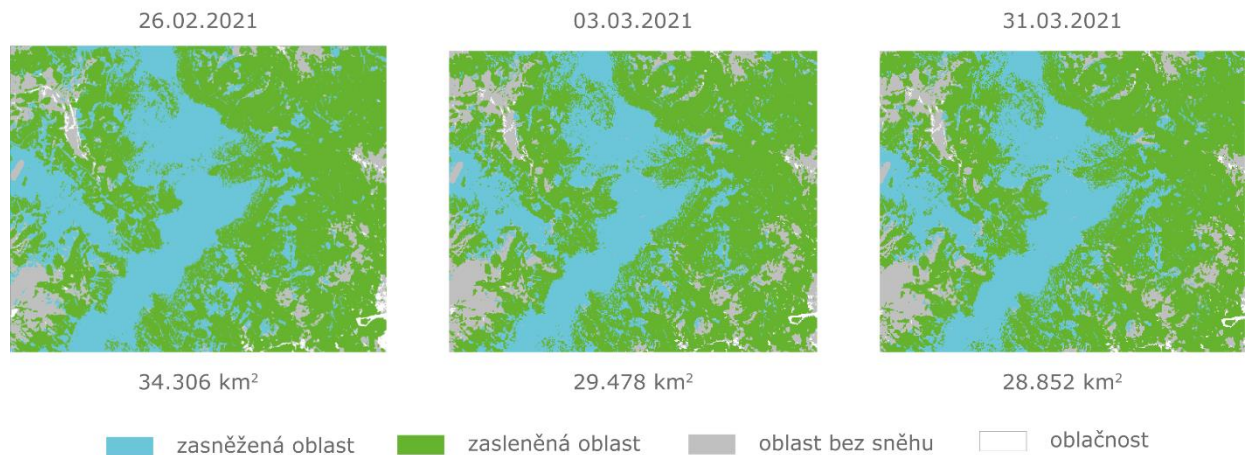 26.02.2021 03.03.2021 31.03.2021
34.306 km² 29.478 km² 28.852 km²
zasněžená oblast zasleněná oblast oblast bez sněhu oblačnost